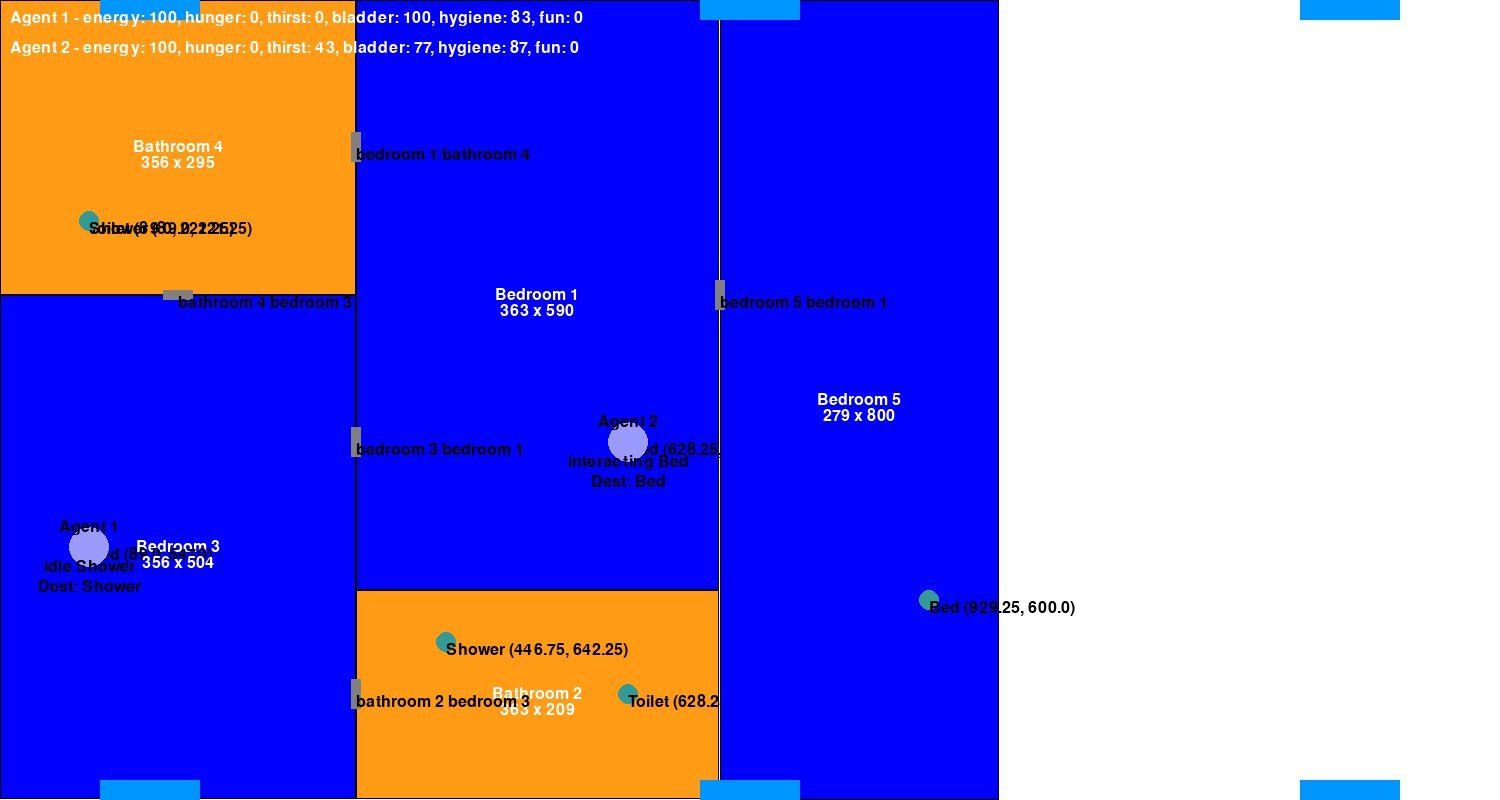 Agent 1 - energy: 100, hunger: 0, thirst: 0, bladder: 100, hygiene: 83, fun: 0
Agent 2 - energy: 100, hunger: 0, thirst: 43, bladder: 77, hygiene: 87, fun: 0
Bathroom 4
356 x 295
bedroom 1 bathroom 4
bathroom 4 bedroom 3
Bedroom 1
363 x 590
bedroom 5 bedroom 1
Bedroom 5
279 x 800
Agent 2
bedroom 3 bedroom 1
(628.25,
interacting Bed
Dest: Bed
Agent 1
Bedroom 3
356 x 504
idle Shower
Dest: Shower
Bed (929.25, 600.0)
Shower (446.75, 642.25)
Bathroom 2
363 x 209
bathroom 2 bedroom 3
Toilet (628.2